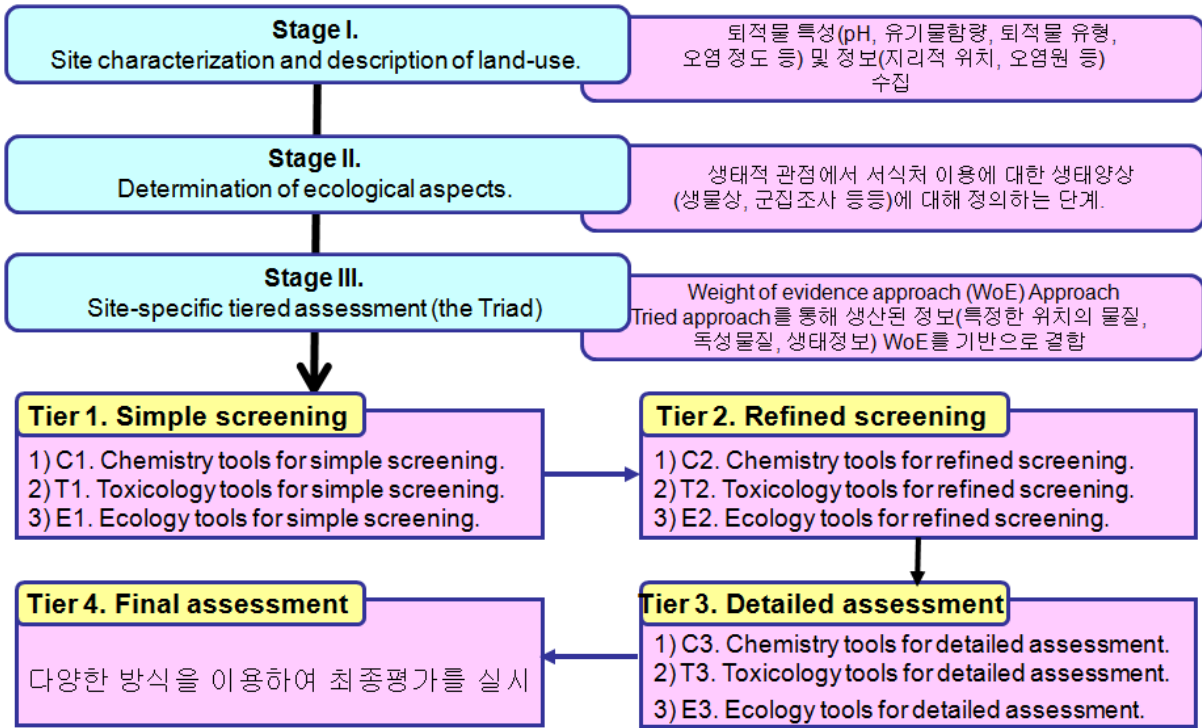 Stage I.
Site characterization and description of land-use.
퇴적물 특성(pH, 유기물함량, 퇴적물 유형,
오염 정도 등) 및 정보(지리적 위치, 오염원 등)
수집
Stage II.
Determination of ecological aspects.
생태적 관점에서 서식처 이용에 대한 생태양상
(생물상, 군집조사 등등)에 대해 정의하는 단계.
Stage III.
Site-specific tiered assessment (the Triad)
Weight of evidence approach (WoE) Approach
Tried approach를 통해 생산된 정보(특정한 위치의 물질,
독성물질, 생태정보) WoE를 기반으로 결합
Tier 1. Simple screening
1) C1. Chemistry tools for simple screening.
2) T1. Toxicology tools for simple screening.
3) E1. Ecology tools for simple screening.
Tier 2. Refined screening
1) C2. Chemistry tools for refined screening.
2) T2. Toxicology tools for refined screening.
3) E2. Ecology tools for refined screening.
Tier 3. Detailed assessment
1) C3. Chemistry tools for detailed assessment.
2) T3. Toxicology tools for detailed assessment.
3) E3. Ecology tools for detailed assessment.
Tier 4. Final assessment
다양한 방식을 이용하여 최종평가를 실시